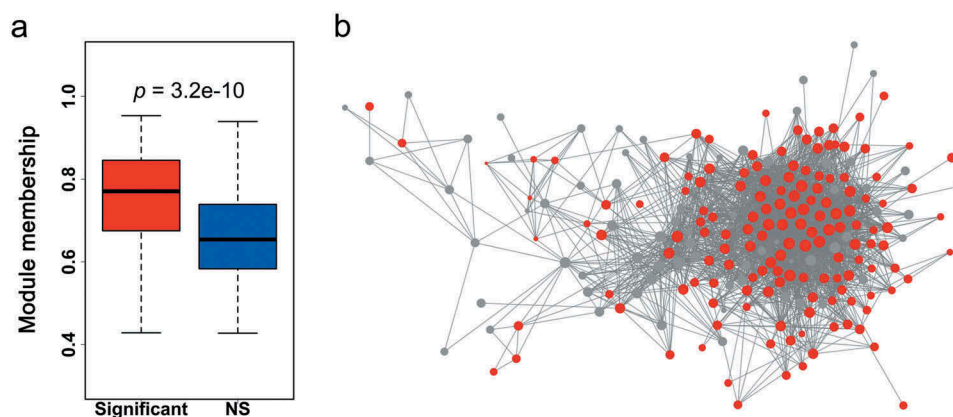 a
b
p = 3.2e-10
Module membership
1.0
0.8
0.6
0.4
Significant
NS